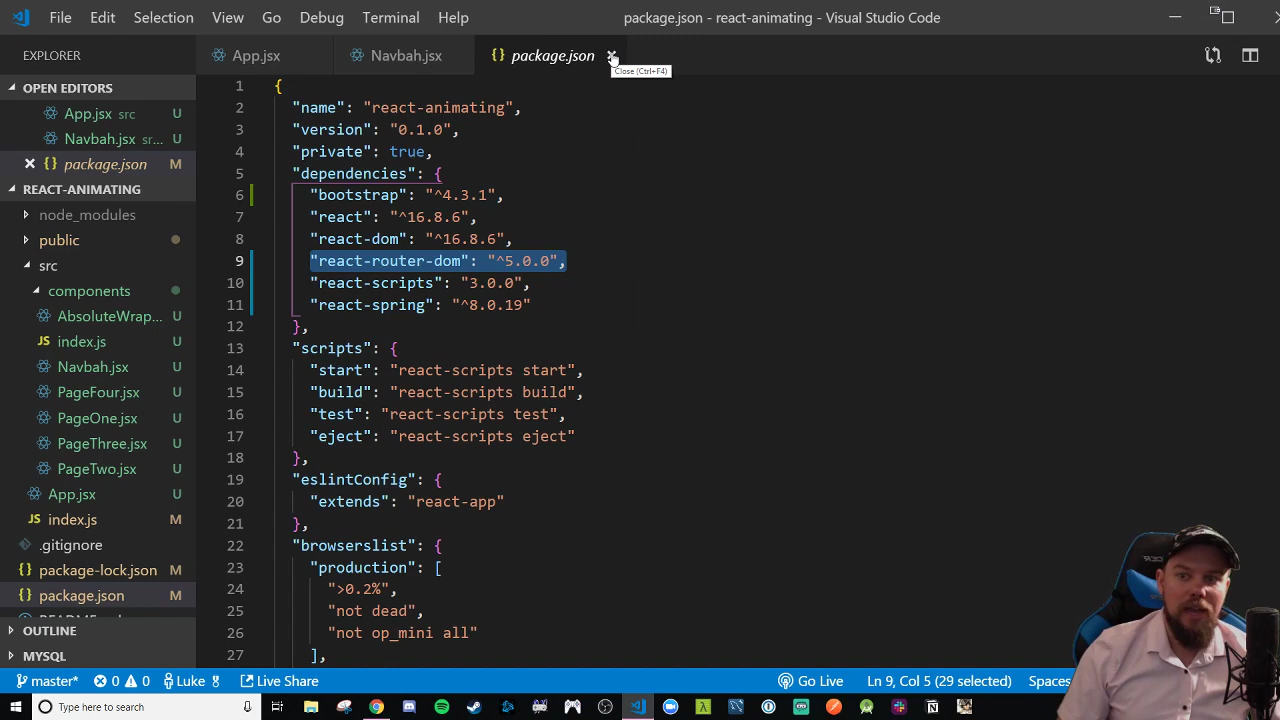 File Edit Selection View Go Debug Terminal Help
package.json - react-animating - Visual Studio Code
EXPLORER
App.jsx
Navbah.jsx
{} package.json
Close (Ctrl+F4)
OPEN EDITORS
App.jsx src U
Navbah.jsx sr... U
{} package.json M
REACT-ANIMATING
node_modules
public
src
components
AbsoluteWrap... U
JS index.js U
Navbah.jsx U
PageFour.jsx U
PageOne.jsx U
PageThree.jsx U
PageTwo.jsx U
App.jsx U
JS index.js M
.gitignore
{} package-lock.json M
{} package.json M
OUTLINE
MYSQL
1 {
2 "name": "react-animating",
3 "version": "0.1.0",
4 "private": true,
5 "dependencies": {
6 "bootstrap": "^4.3.1",
7 "react": "^16.8.6",
8 "react-dom": "^16.8.6",
9 "react-router-dom": "^5.0.0",
10 "react-scripts": "3.0.0",
11 "react-spring": "^8.0.19"
12 },
13 "scripts": {
14 "start": "react-scripts start",
15 "build": "react-scripts build",
16 "test": "react-scripts test",
17 "eject": "react-scripts eject"
18 },
19 "eslintConfig": {
20 "extends": "react-app"
21 },
22 "browserslist": {
23 "production": [
24 ">0.2%",
25 "not dead",
26 "not op_mini all"
27 ],
master* 0 0 Luke Live Share Go Live Ln 9, Col 5 (29 selected) Spaces
Type here to search